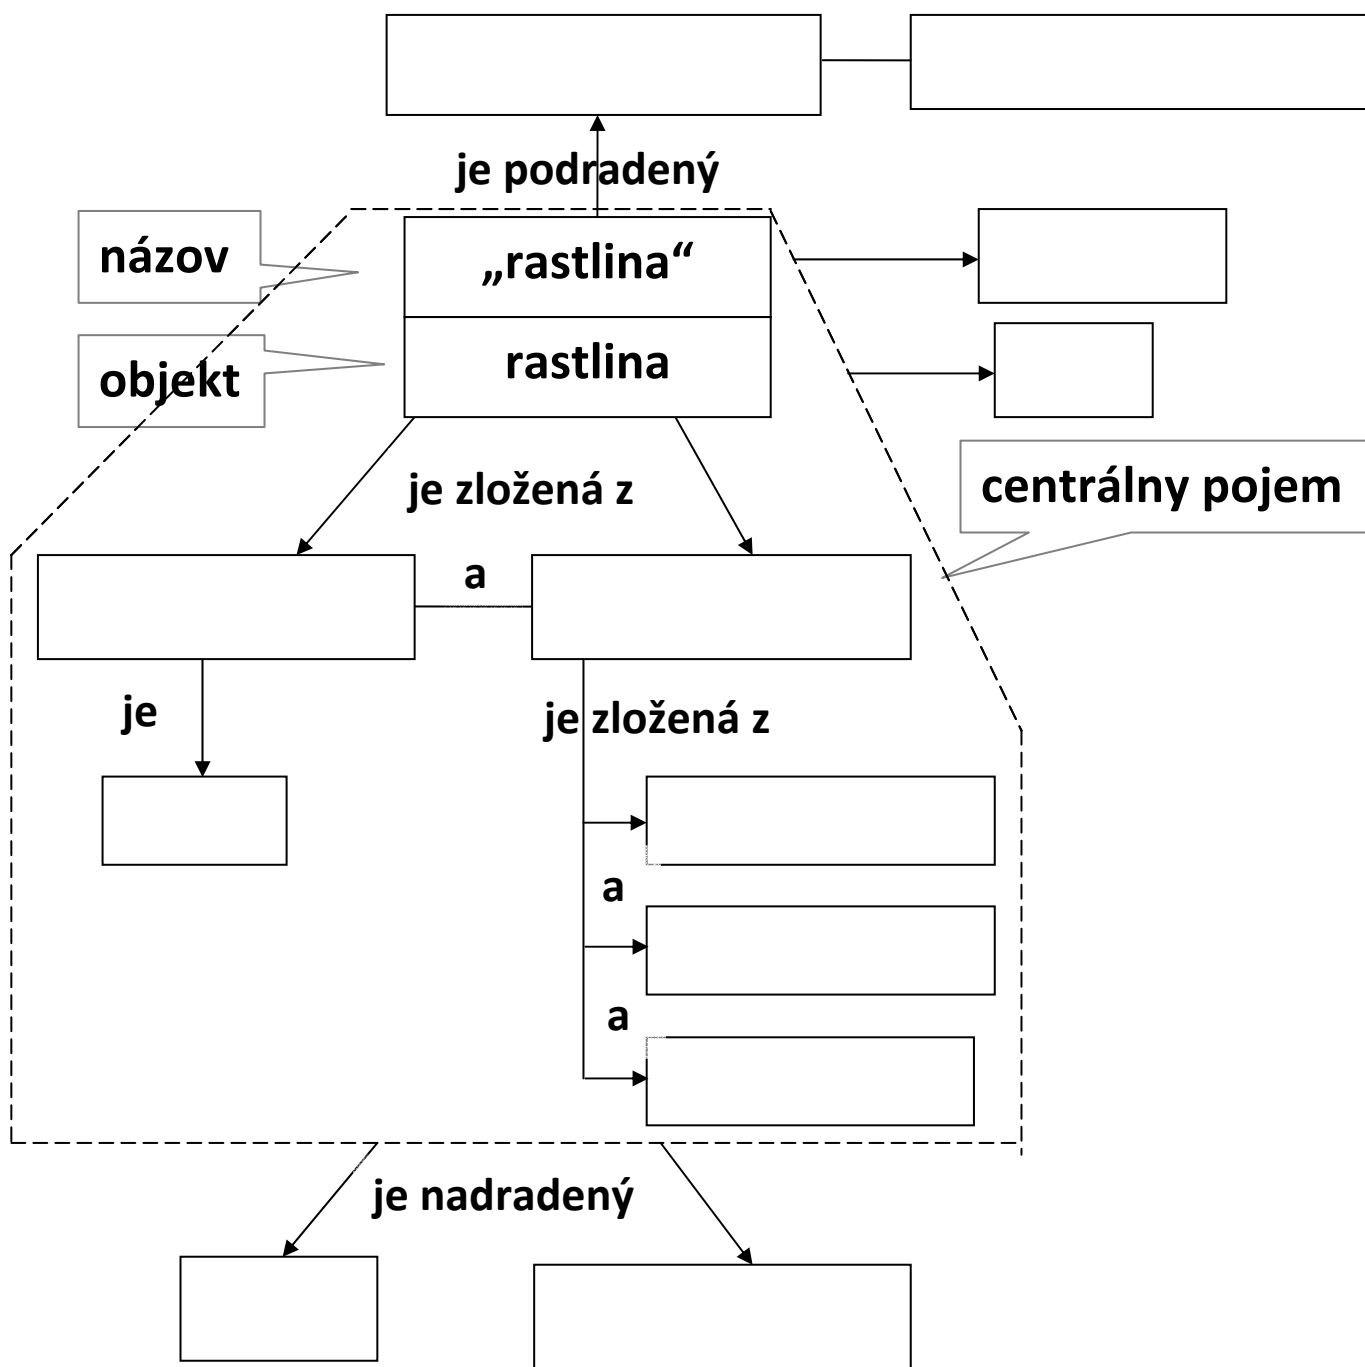 je podradený
názov
„rastlina“
objekt
rastlina
je zložená z
centrálny pojem
a
je
je zložená z
a
a
je nadradený